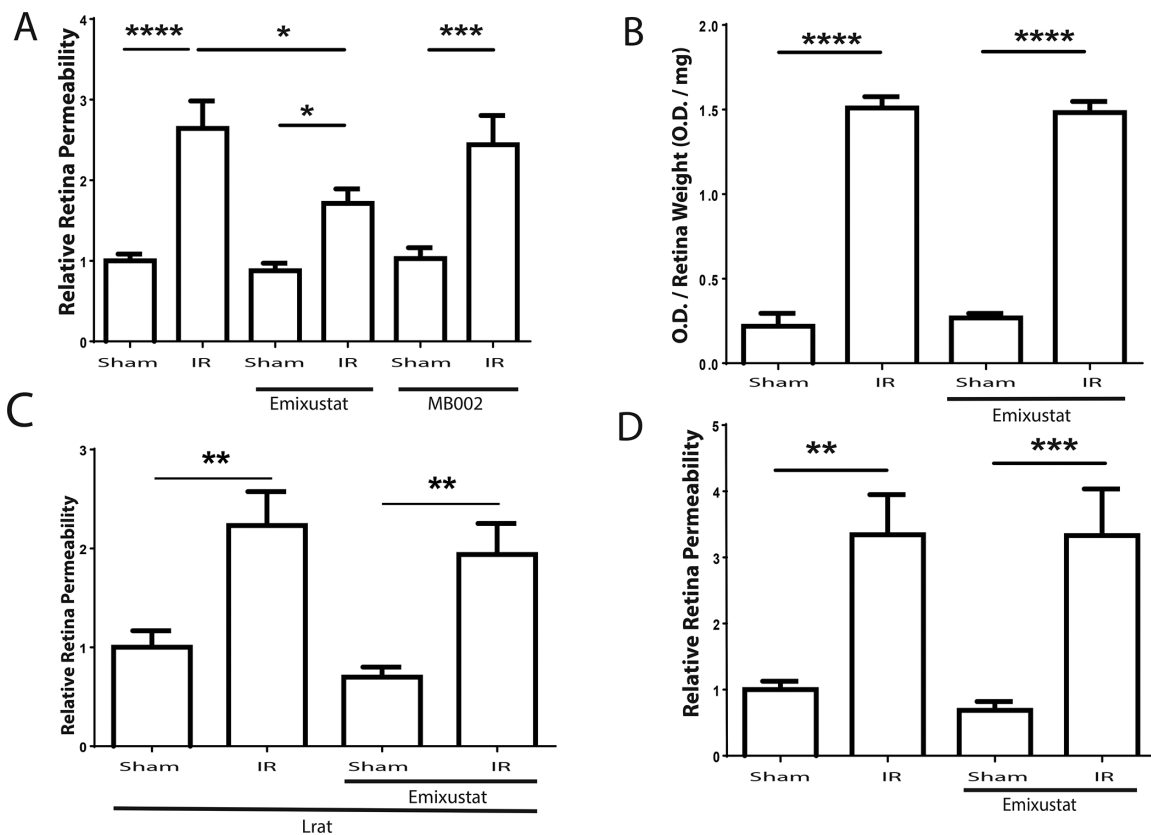 A
Relative Retina Permeability
4
3
2
1
0
****
*
*
***
Sham IR Sham IR Sham IR
Emixustat MB002
B
O.D. / Retina Weight (O.D. / mg)
2.0
1.5
1.0
0.5
0.0
**** ****
Sham IR Sham IR
Emixustat
C
Relative Retina Permeability
3
2
1
0
** **
Sham IR Sham IR
Emixustat
Lrat
D
Relative Retina Permeability
5
4
3
2
1
0
** ***
Sham IR Sham IR
Emixustat